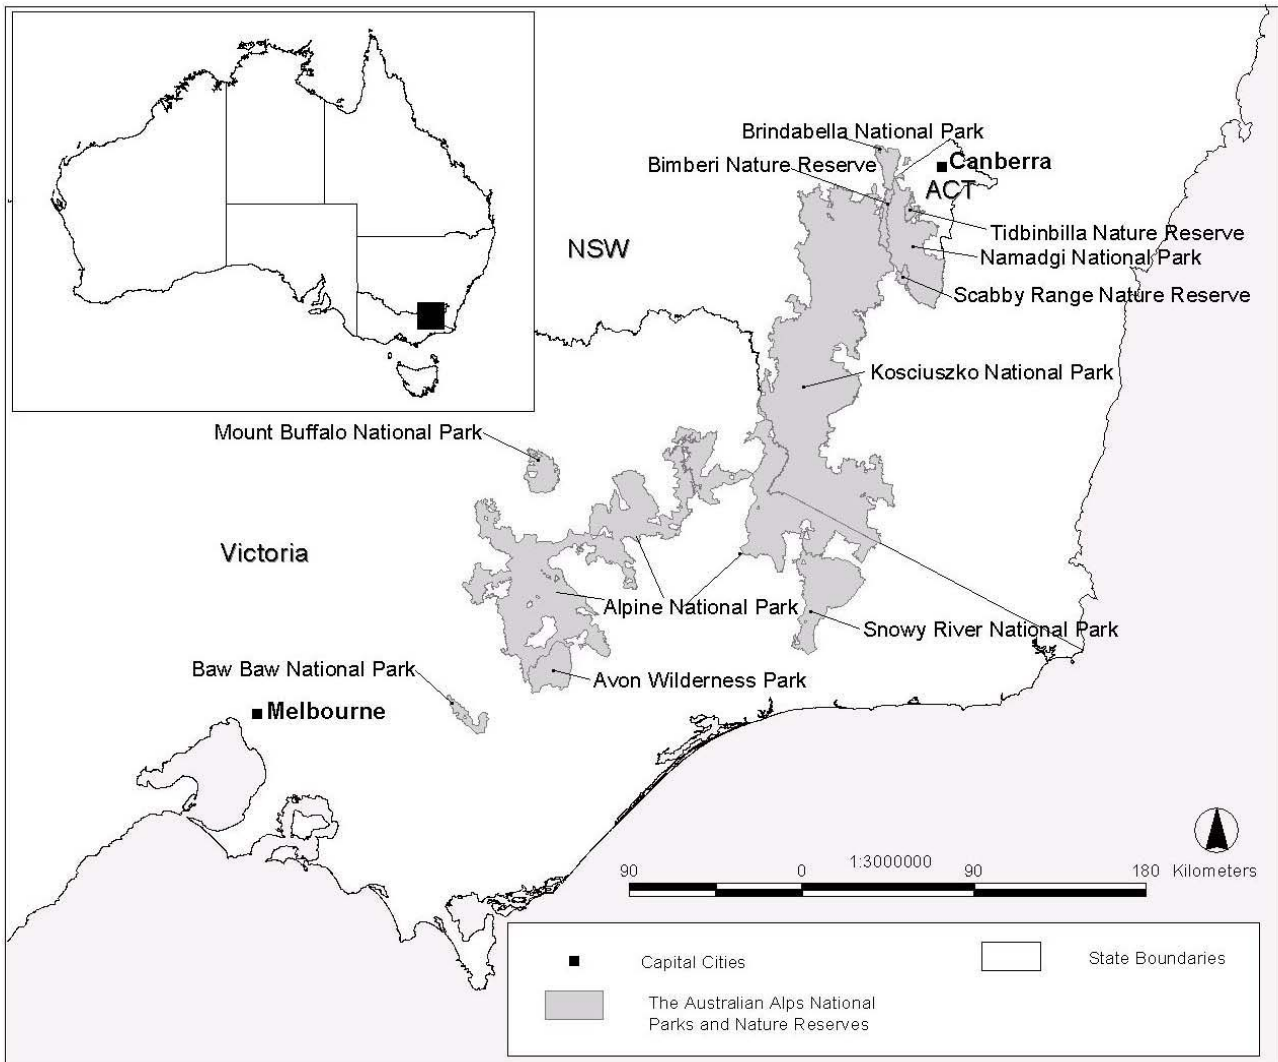 Brindabella National Park
Bimberi Nature Reserve
Canberra
ACT
Tidbinbilla Nature Reserve
NSW
Namadgi National Park
Scabby Range Nature Reserve
Kosciuszko National Park
Mount Buffalo National Park
Victoria
Alpine National Park
Snowy River National Park
Baw Baw National Park
Avon Wilderness Park
Melbourne
1:3000000
90 0 90 180 Kilometers
Capital Cities
State Boundaries
The Australian Alps National
Parks and Nature Reserves